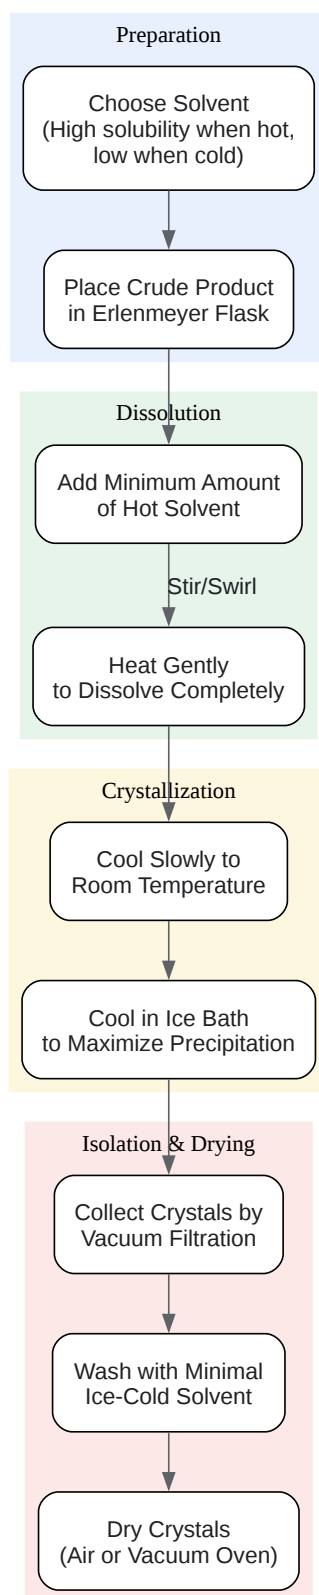 Preparation
Choose Solvent
(High solubility when hot,
low when cold)
Place Crude Product
in Erlenmeyer Flask
Dissolution
Add Minimum Amount
of Hot Solvent
Stir/Swirl
Heat Gently
to Dissolve Completely
Crystallization
Cool Slowly to
Room Temperature
Cool in Ice Bath
to Maximize Precipitation
Isolation & Drying
Collect Crystals by
Vacuum Filtration
Wash with Minimal
Ice-Cold Solvent
Dry Crystals
(Air or Vacuum Oven)